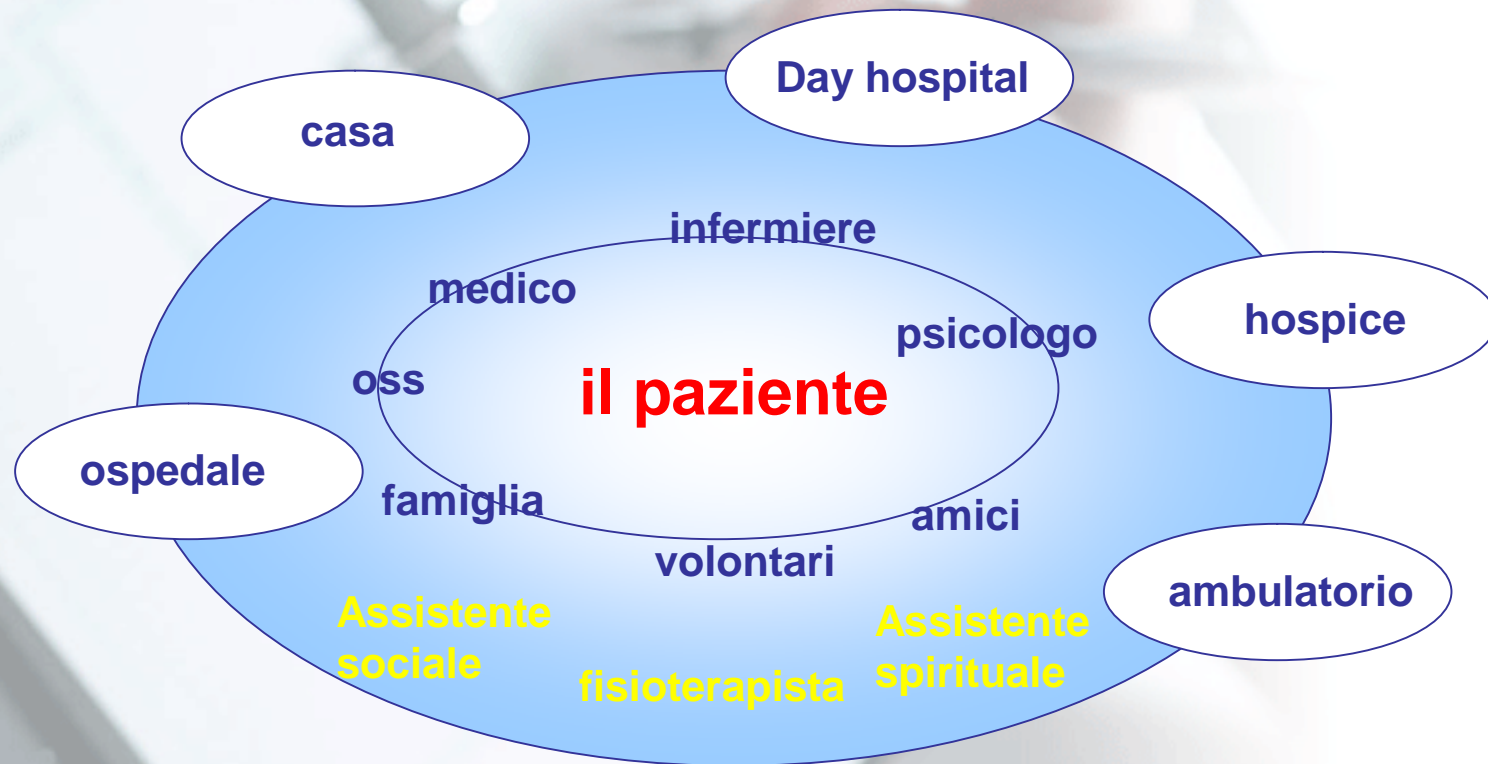 Day hospital
casa
infermiere
medico
hospice
psicologo
oss
il paziente
ospedale
famiglia
amici
volontari
ambulatorio
Assistente
sociale
Assistente
spirituale
fisioterapista